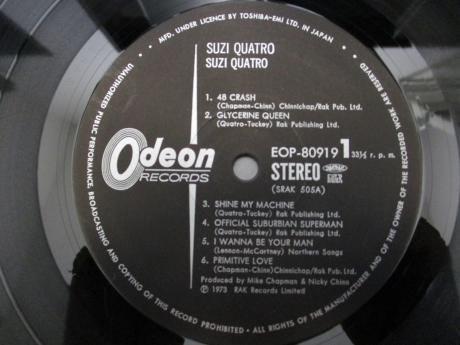 • MFD. UNDER LICENCE BY TOSHIBA-EMI LTD, IN JAPAN •
UNAUTHORIZED PUBLIC PERFORMANCE, BROADCASTING AND COPYING OF THIS RECORD PROHIBITED • ALL RIGHTS OF THE MANUFACTURER AND OF THE OWNER OF THE RECORDED WORK ARE RESERVED
SUZI QUATRO
SUZI QUATRO
1. 48 CRASH
(Chapman-Chinn) Chinnichap/Rak Pub. Ltd.
2. GLYCERINE QUEEN
(Quatro-Tuckey) Rak Publishing Ltd.
Odeon
RECORDS
EOP-80919 1 33⅓ r. p. m.
STEREO
(SRAK 505A)
3. SHINE MY MACHINE
(Quatro-Tuckey) Rak Publishing Ltd.
4. OFFICIAL SUBURBIAN SUPERMAN
(Quatro-Tuckey) Rak Publishing Ltd.
5. I WANNA BE YOUR MAN
(Lennon-McCartney) Northern Songs
6. PRIMITIVE LOVE
(Chapman-Chinn)Chinnichap/Rak Pub. Ltd.
Produced by Mike Chapman & Nicky Chinn
Ⓟ 1973 RAK Records Limited